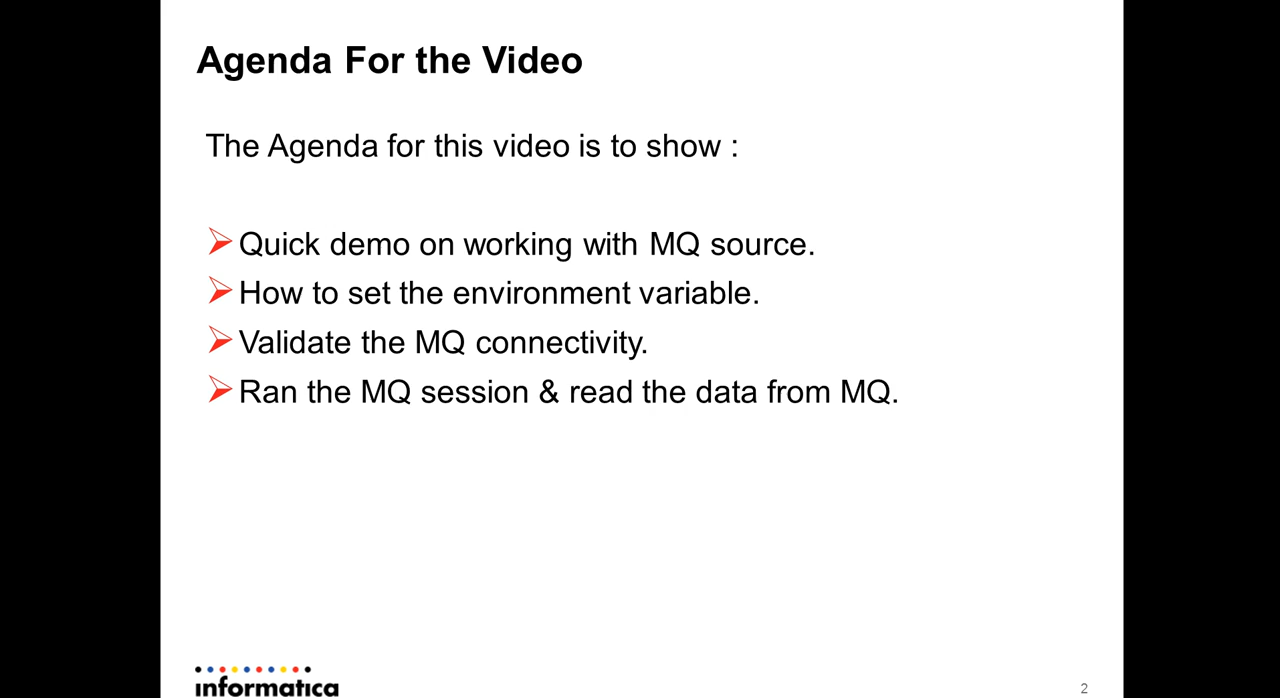 Agenda For the Video
The Agenda for this video is to show :
Quick demo on working with MQ source.
How to set the environment variable.
Validate the MQ connectivity.
Ran the MQ session & read the data from MQ.
informatica
2